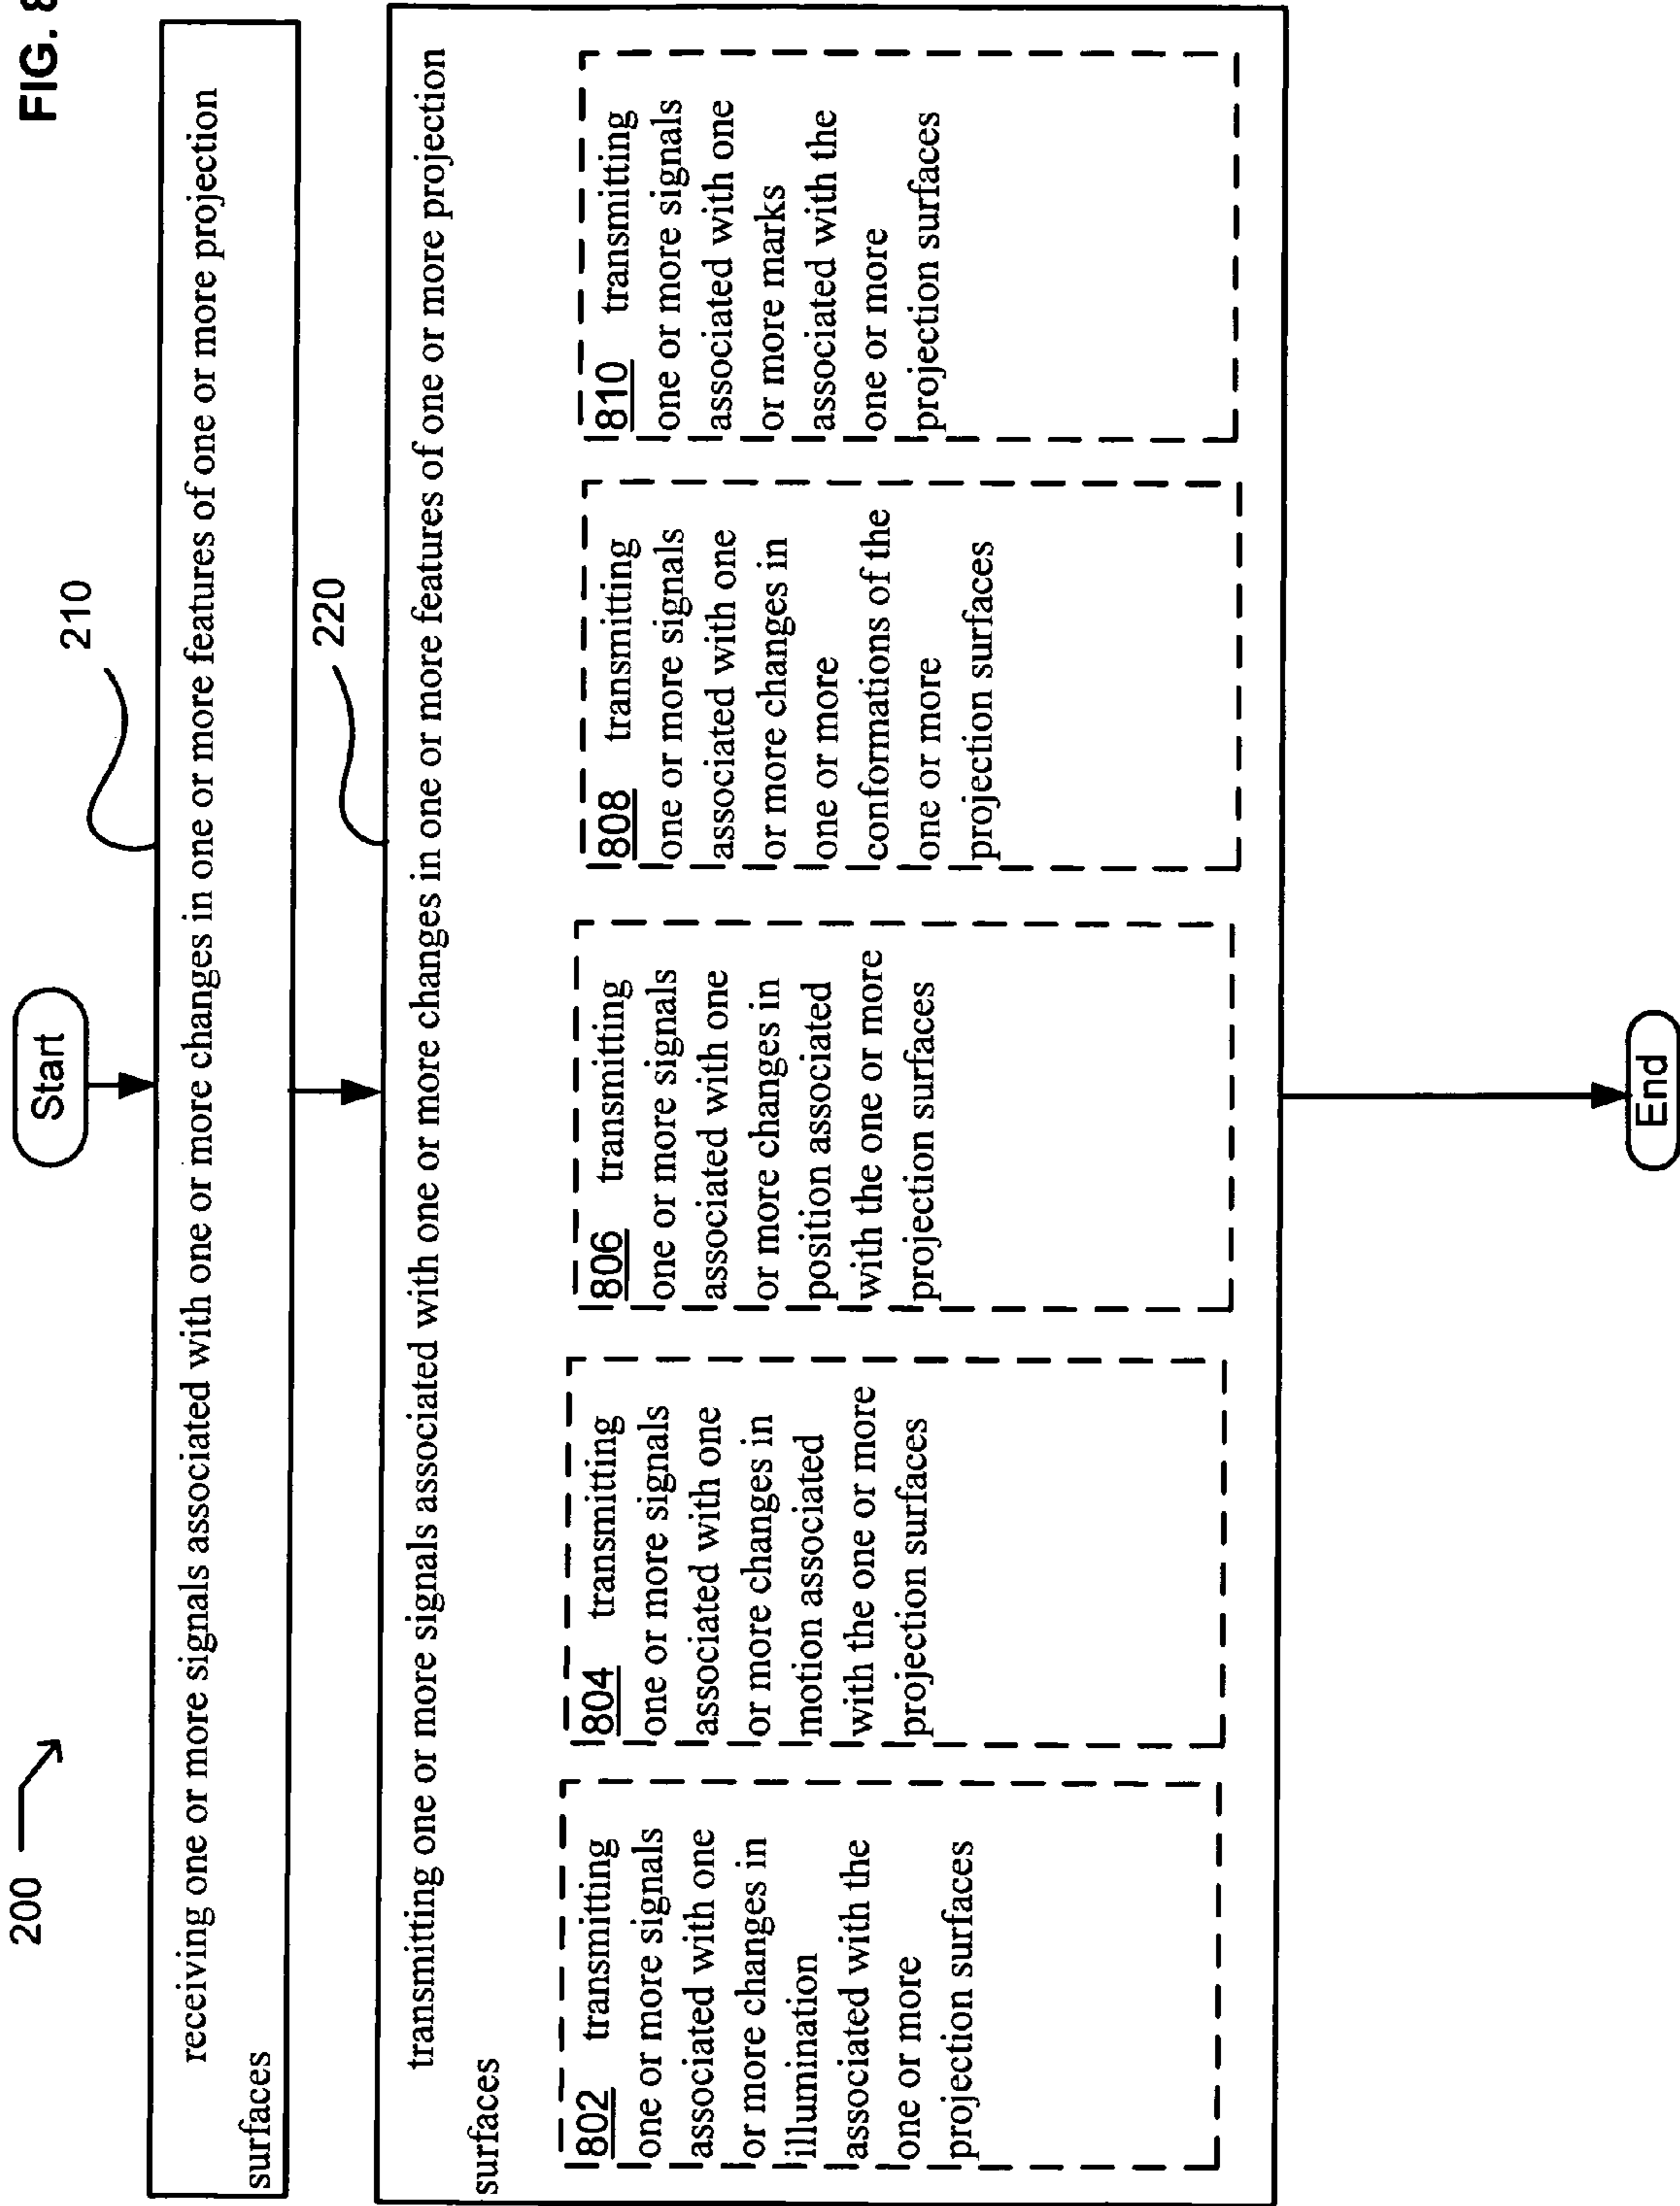 FIG. 8
200
Start
210
receiving one or more signals associated with one or more changes in one or more features of one or more projection
surfaces
220
transmitting one or more signals associated with one or more changes in one or more features of one or more projection
surfaces
802 transmitting
one or more signals
associated with one
or more changes in
illumination
associated with the
one or more
projection surfaces
804 transmitting
one or more signals
associated with one
or more changes in
motion associated
with the one or more
projection surfaces
806 transmitting
one or more signals
associated with one
or more changes in
position associated
with the one or more
projection surfaces
808 transmitting
one or more signals
associated with one
or more changes in
one or more
conformations of the
one or more
projection surfaces
810 transmitting
one or more signals
associated with one
or more marks
associated with the
one or more
projection surfaces
End